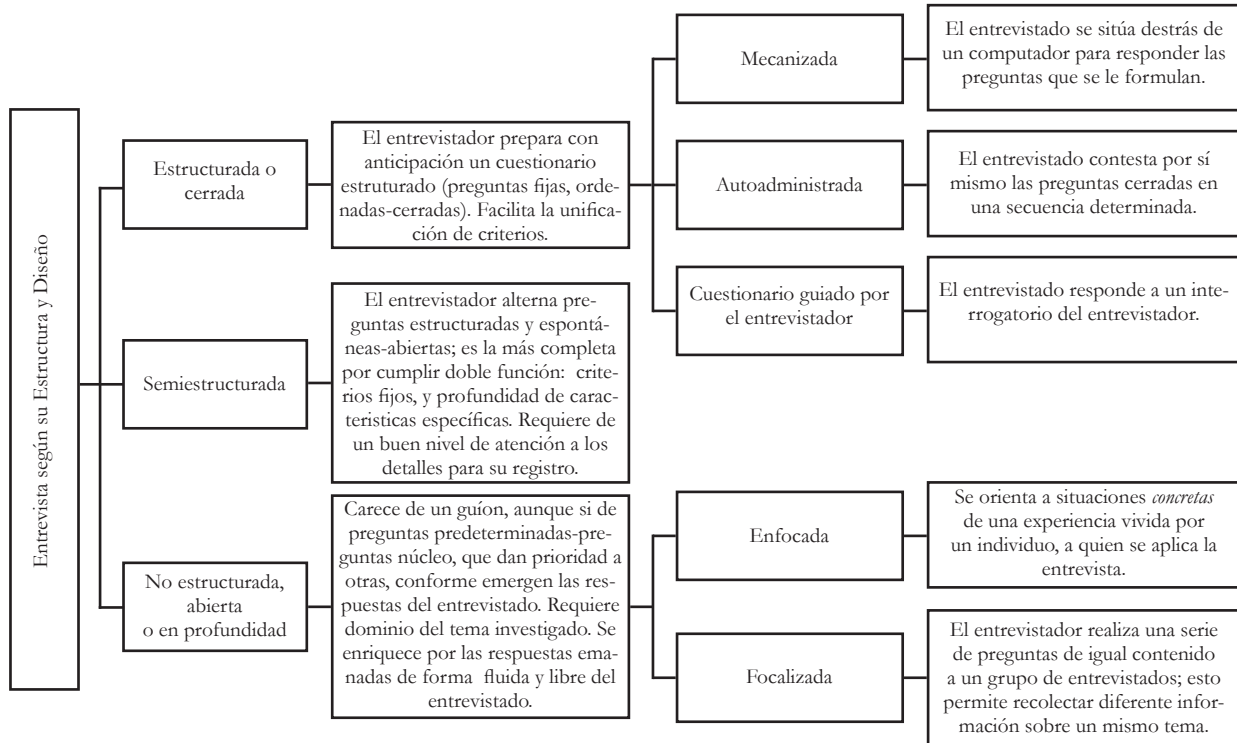 Entrevista según su Estructura y Diseño
Estructurada o
cerrada
El entrevistador prepara con
anticipación un cuestionario
estruturado (preguntas fijas, orde-
nadas-cerradas). Facilita la unifica-
ción de criterios.
Mecanizada
El entrevistado se sitúa destrás de
un computador para responder las
preguntas que se le formulan.
Autoadministrada
El entrevistado contesta por sí
mismo las preguntas cerradas en
una secuencia determinada.
Cuestionario guiado por
el entrevistador
El entrevistado responde a un inte-
rrogatorio del entrevistador.
Semiestructurada
El entrevistador alterna pre-
guntas estructuradas y espontá-
neas-abiertas; es la más completa
por cumplir doble función: crite-
rios fijos, y profundidad de carac-
teristicas específicas. Requiere de
un buen nivel de atención a los
detalles para su registro.
No estructurada,
abierta
o en profundidad
Carece de un guíon, aunque si de
preguntas predeterminadas-pre-
guntas núcleo, que dan prioridad a
otras, conforme emergen las res-
puestas del entrevistado. Requiere
dominio del tema investigado. Se
enriquece por las respuestas ema-
nadas de forma fluida y libre del
entrevistado.
Enfocada
Se orienta a situaciones concretas
de una experiencia vivida por
un individuo, a quien se aplica la
entrevista.
Focalizada
El entrevistador realiza una serie
de preguntas de igual contenido
a un grupo de entrevistados; esto
permite recolectar diferente infor-
mación sobre un mismo tema.